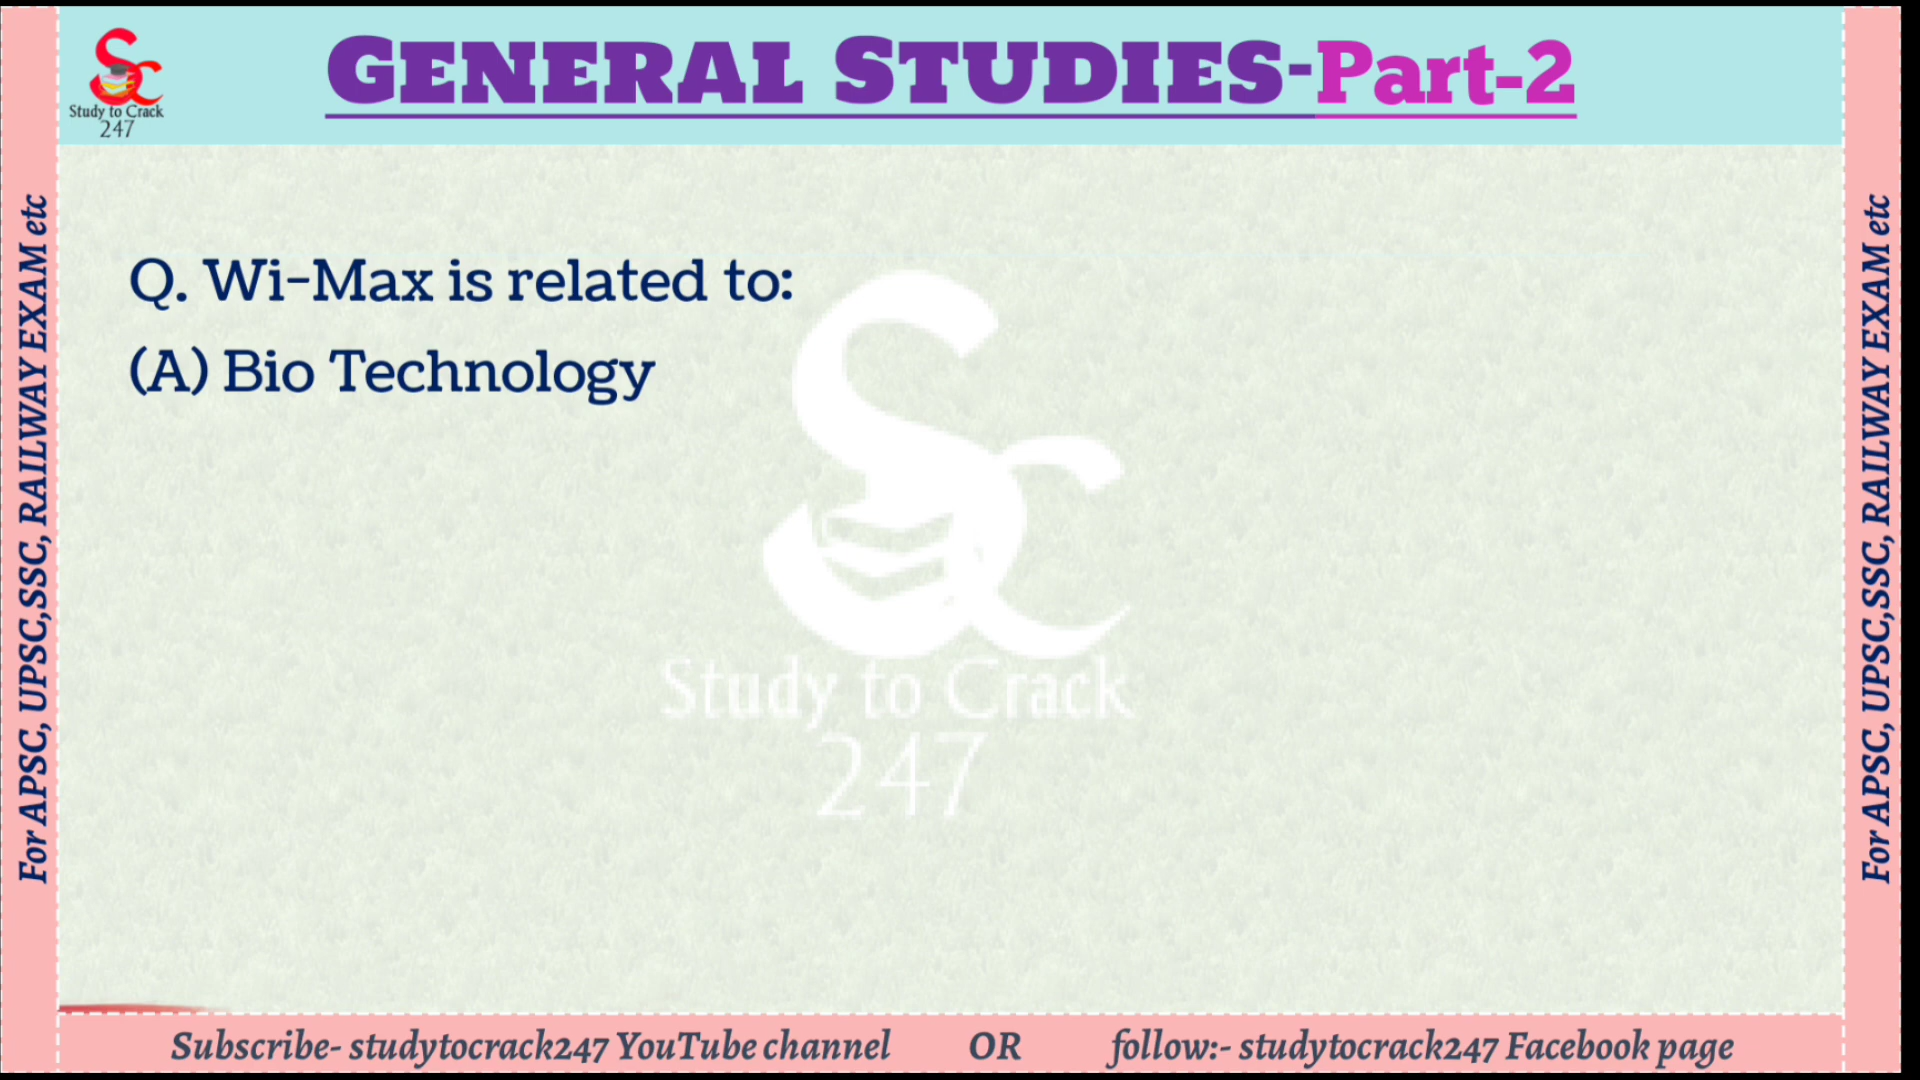 Study to Crack
247
GENERAL STUDIES-Part-2
For APSC, UPSC,SSC, RAILWAY EXAM etc
Q. Wi-Max is related to:
(A) Bio Technology
Study to Crack
247
For APSC, UPSC,SSC, RAILWAY EXAM etc
Subscribe- studytocrack247 YouTube channel OR follow:- studytocrack247 Facebook page